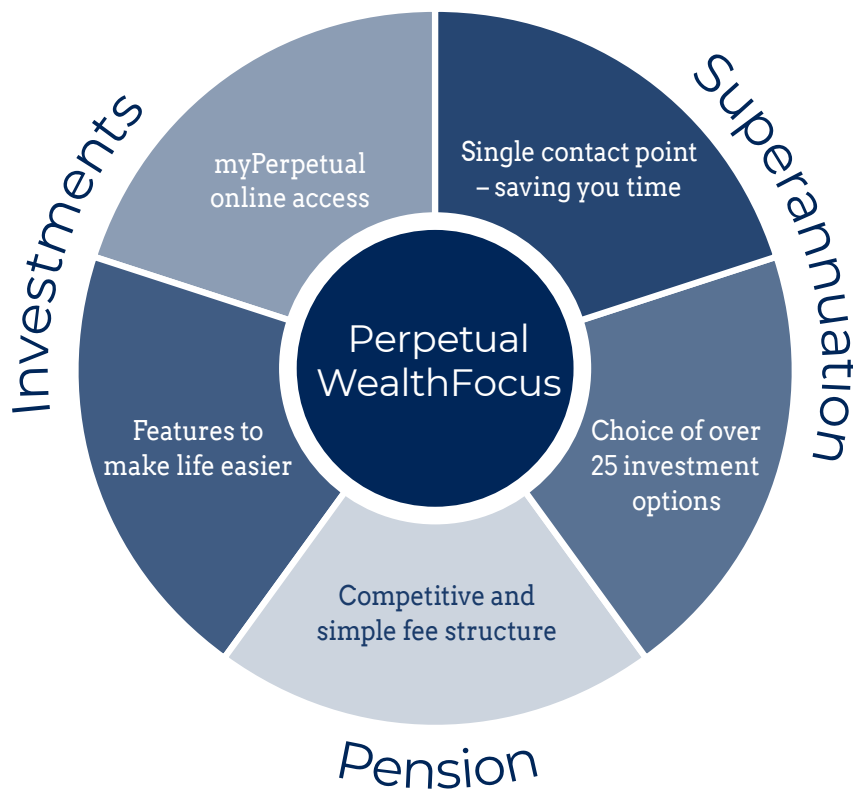 Investments
Superannuation
myPerpetual
online access
Single contact point
– saving you time
Perpetual
WealthFocus
Features to
make life easier
Choice of over
25 investment
options
Competitive and
simple fee structure
Pension